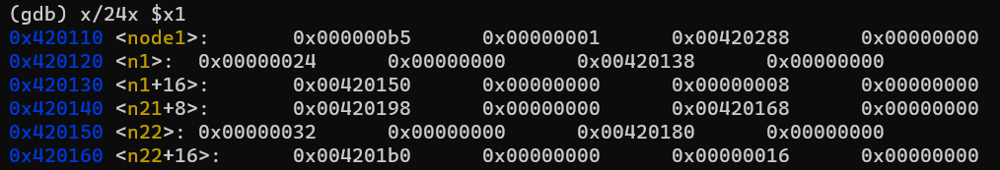 (gdb) x/24x $x1
0x420110 <node1>:	0x000000b5	0x00000001	0x00420288	0x00000000
0x420120 <n1>:	0x00000024	0x00000000	0x00420138	0x00000000
0x420130 <n1+16>:	0x00420150	0x00000000	0x00000008	0x00000000
0x420140 <n21+8>:	0x00420198	0x00000000	0x00420168	0x00000000
0x420150 <n22>:	0x00000032	0x00000000	0x00420180	0x00000000
0x420160 <n22+16>:	0x004201b0	0x00000000	0x00000016	0x00000000